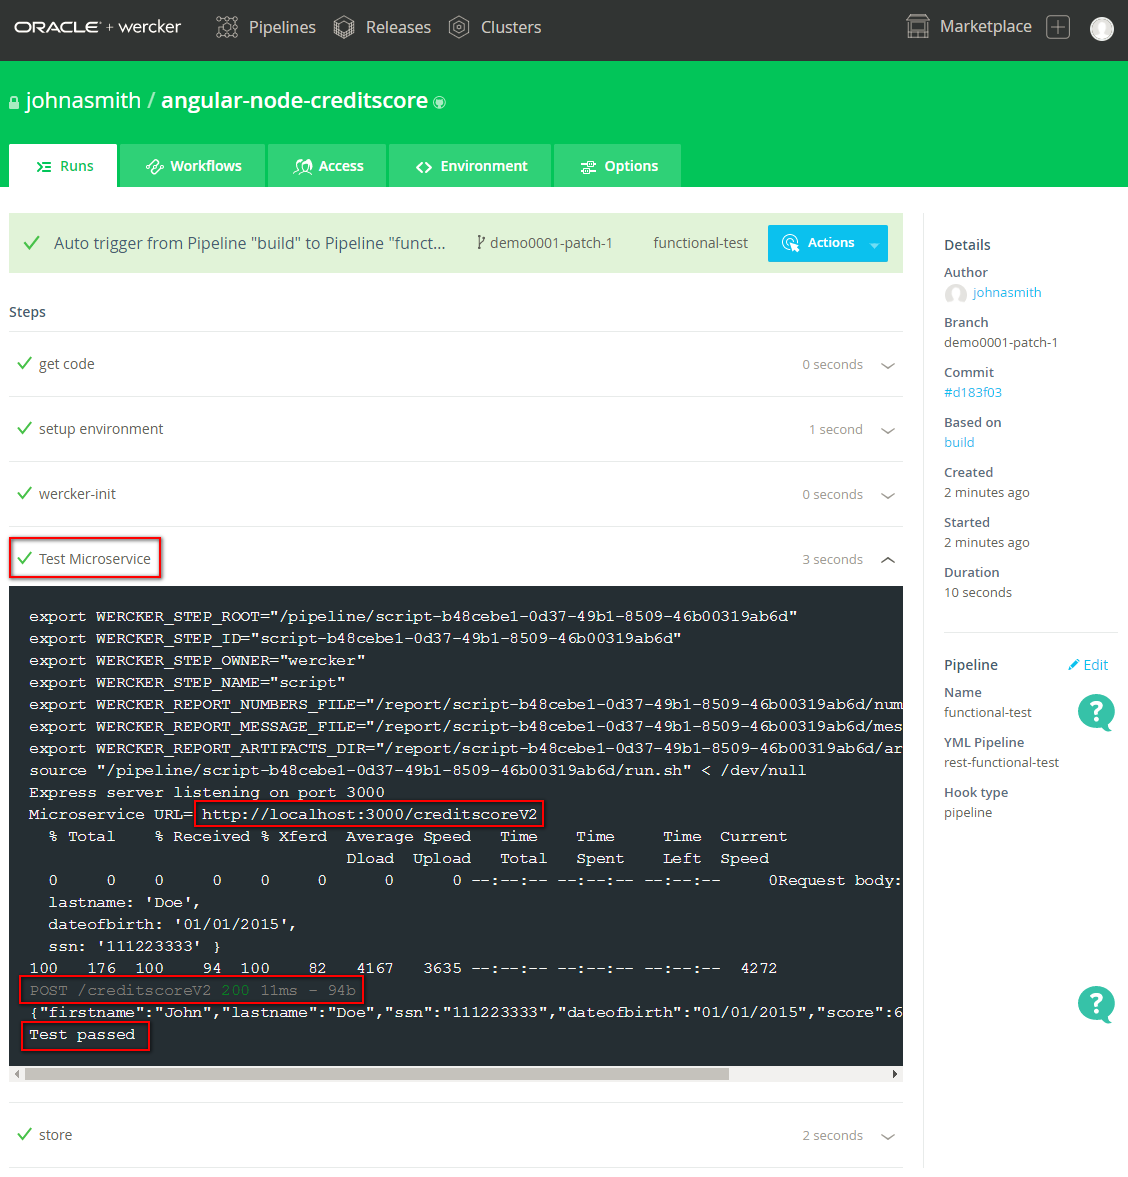 ORACLE + wercker Pipelines Releases Clusters Marketplace
johnasmith / angular-node-creditscore
Runs Workflows Access Environment Options
Auto trigger from Pipeline "build" to Pipeline "funct... demo0001-patch-1 functional-test Actions
Steps
get code 0 seconds
setup environment 1 second
wercker-init 0 seconds
Test Microservice 3 seconds
export WERCKER_STEP_ROOT="/pipeline/script-b48cebe1-0d37-49b1-8509-46b00319ab6d"
export WERCKER_STEP_ID="script-b48cebe1-0d37-49b1-8509-46b00319ab6d"
export WERCKER_STEP_OWNER="wercker"
export WERCKER_STEP_NAME="script"
export WERCKER_REPORT_NUMBERS_FILE="/report/script-b48cebe1-0d37-49b1-8509-46b00319ab6d/num
export WERCKER_REPORT_MESSAGE_FILE="/report/script-b48cebe1-0d37-49b1-8509-46b00319ab6d/mes
export WERCKER_REPORT_ARTIFACTS_DIR="/report/script-b48cebe1-0d37-49b1-8509-46b00319ab6d/ar
source "/pipeline/script-b48cebe1-0d37-49b1-8509-46b00319ab6d/run.sh" < /dev/null
Express server listening on port 3000
Microservice URL= http://localhost:3000/creditscoreV2
% Total % Received % Xferd Average Speed Time Time Time Current
Dload Upload Total Spent Left Speed
0 0 0 0 0 0 0 0 --:--:-- --:--:-- --:--:-- 0Request body:
lastname: 'Doe',
dateofbirth: '01/01/2015',
ssn: '111223333' }
100 176 100 94 100 82 4167 3635 --:--:-- --:--:-- --:--:-- 4272
POST /creditscoreV2 200 11ms - 94b
{"firstname":"John","lastname":"Doe","ssn":"111223333","dateofbirth":"01/01/2015","score":6
Test passed
store 2 seconds
Details
Author
johnasmith
Branch
demo0001-patch-1
Commit
#d183f03
Based on
build
Created
2 minutes ago
Started
2 minutes ago
Duration
10 seconds
Pipeline Edit
Name
functional-test
YML Pipeline
rest-functional-test
Hook type
pipeline
?
?